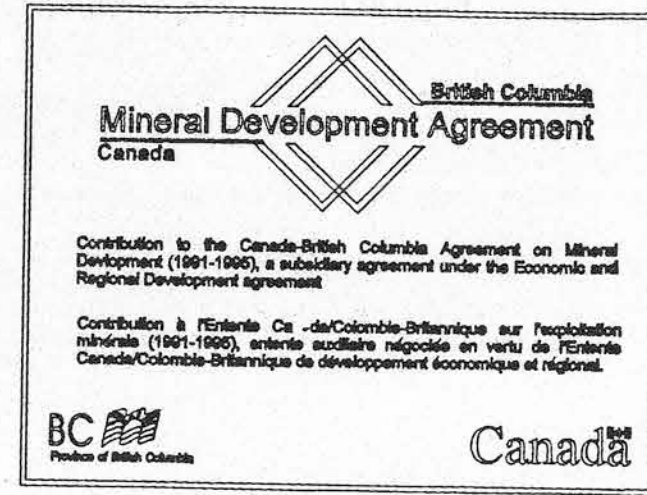 British Columbia
Mineral Development Agreement
Canada
Contribution to the Canada-British Columbia Agreement on Mineral
Devlopment (1991-1995), a subsidiary agreement under the Economic and
Regional Development agreement
Contribution à l'Entente Ca da/Colombie-Britannique sur l'exploitation
minérale (1991-1995), entente auxiliaire négociée en vertu de l'Entente
Canada/Colombie-Britannique de développement économique et régional.
BC
Province of British Columbia
Canada